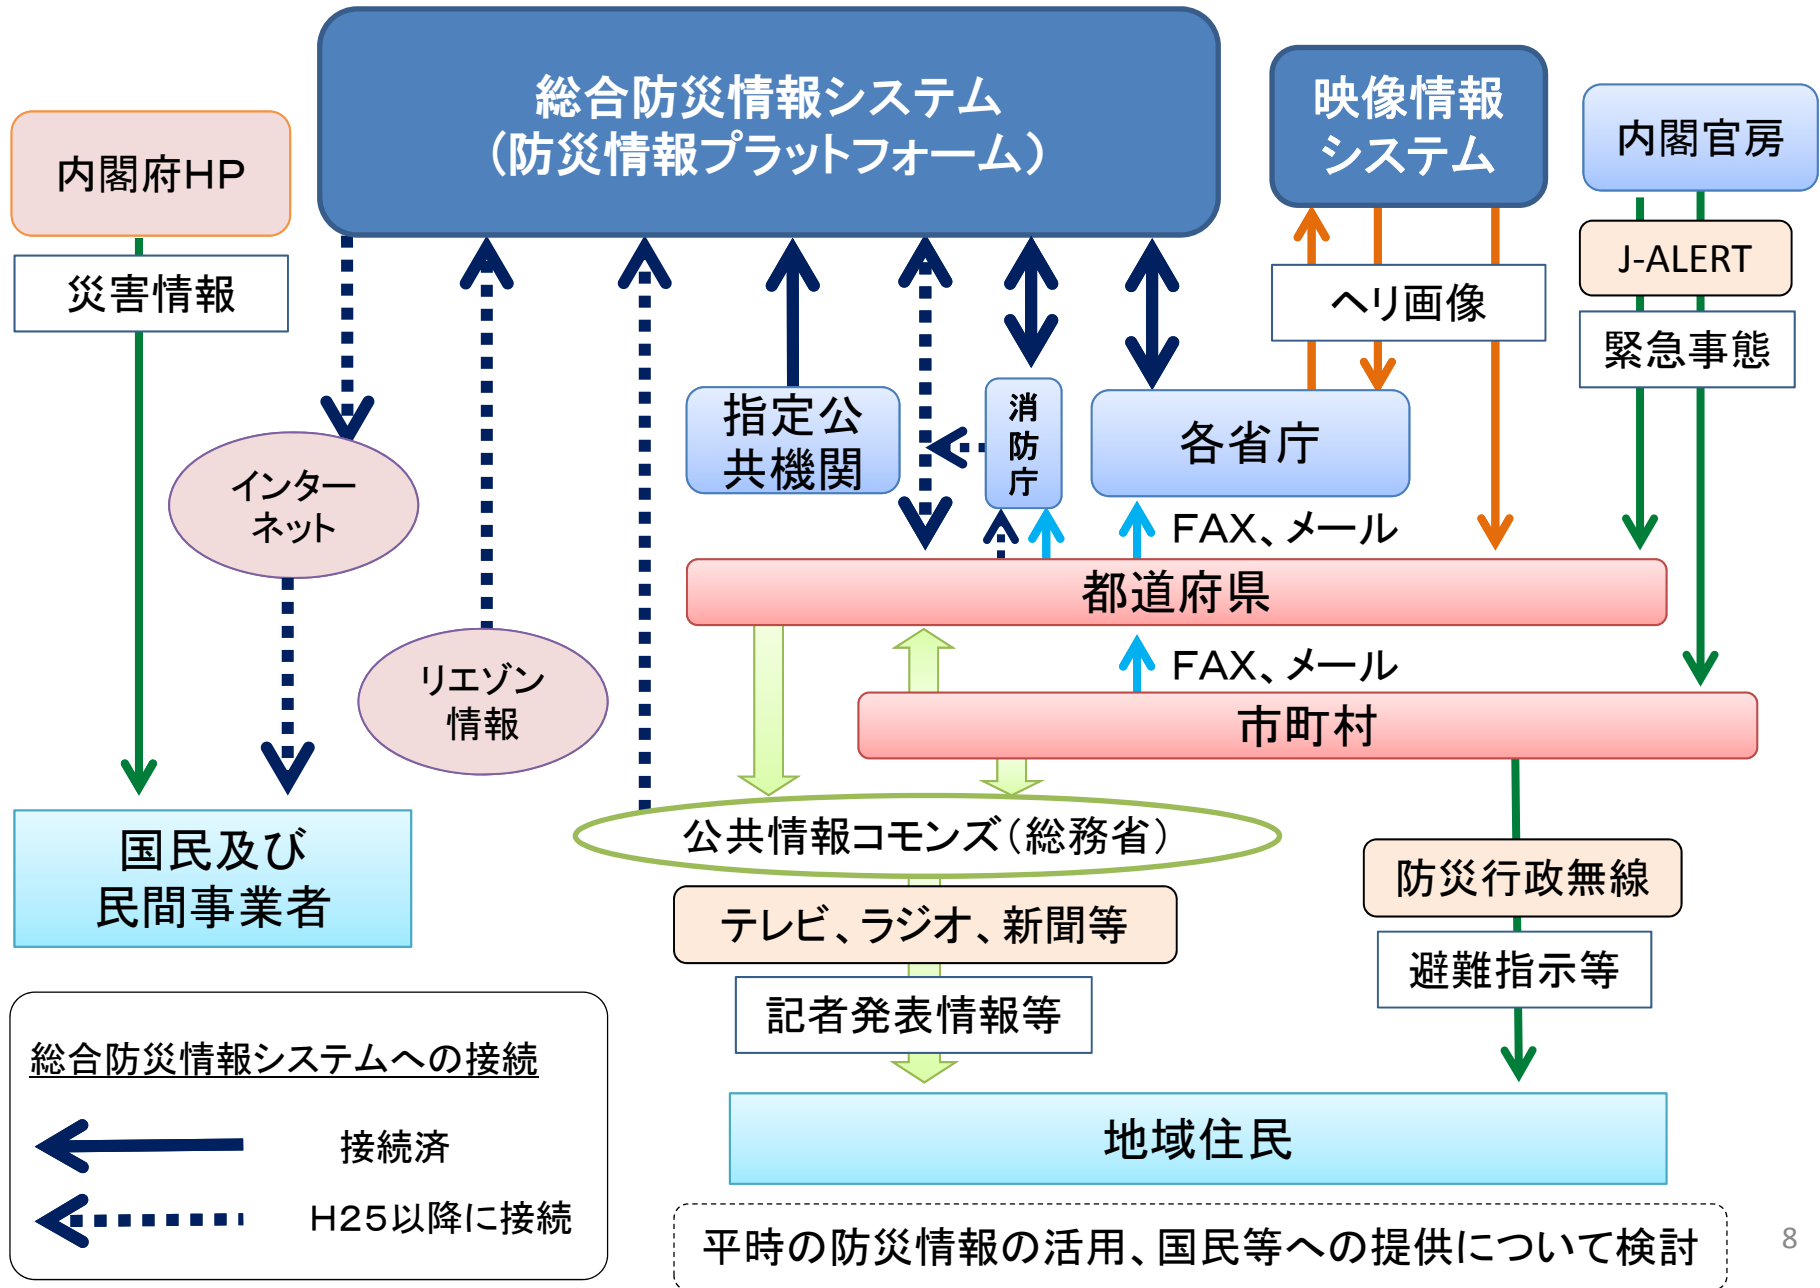 総合防災情報システム
（防災情報プラットフォーム）
映像情報
システム
内閣官房
内閣府HP
J-ALERT
災害情報
ヘリ画像
緊急事態
指定公
共機関
消
防
庁
各省庁
インター
ネット
FAX、メール
都道府県
リエゾン
情報
FAX、メール
市町村
公共情報コモンズ（総務省）
国民及び
民間事業者
防災行政無線
テレビ、ラジオ、新聞等
避難指示等
記者発表情報等
総合防災情報システムへの接続
接続済
H25以降に接続
地域住民
平時の防災情報の活用、国民等への提供について検討
8